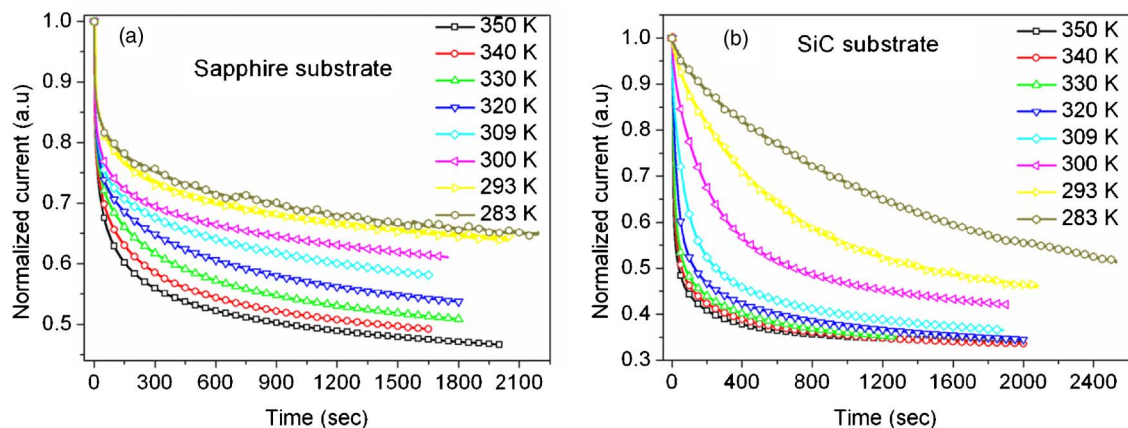 (a)
Sapphire substrate
350 K
340 K
330 K
320 K
309 K
300 K
293 K
283 K
Normalized current (a.u)
1.0
0.9
0.8
0.7
0.6
0.5
0 300 600 900 1200 1500 1800 2100
Time (sec)
(b)
SiC substrate
350 K
340 K
330 K
320 K
309 K
300 K
293 K
283 K
Normalized current (a.u)
1.0
0.9
0.8
0.7
0.6
0.5
0.4
0.3
0 400 800 1200 1600 2000 2400
Time (sec)